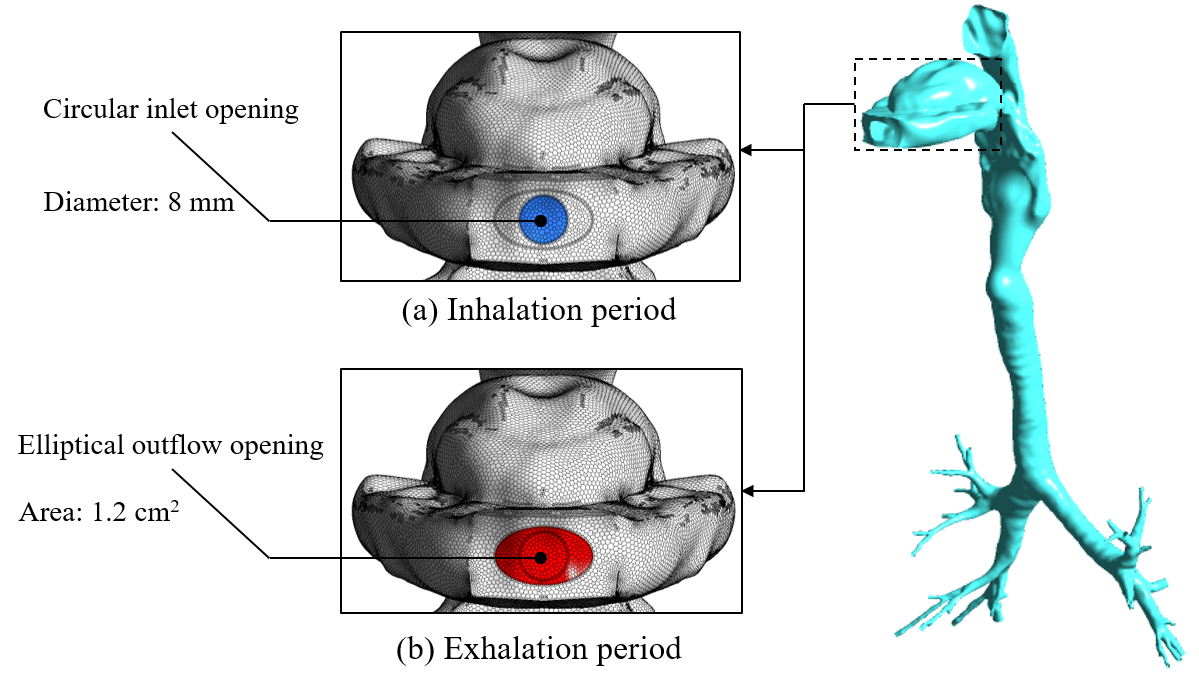 Circular inlet opening
Diameter: 8 mm
(a) Inhalation period
Elliptical outflow opening
Area: 1.2 cm²
(b) Exhalation period